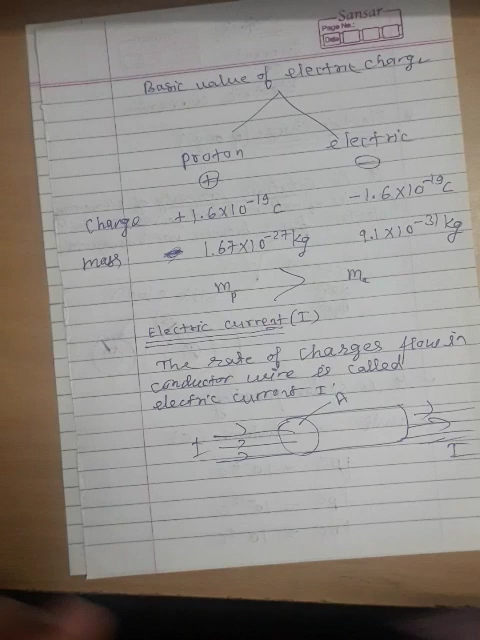 Sansar
Page No.:
Date
Basic value of electric charge
proton electric
+ −
Charge +1.6×10⁻¹⁹c −1.6×10⁻¹⁹c
mass 1.67×10⁻²⁷kg 9.1×10⁻³¹kg
mp > me
Electric current (I)
The rate of charges flow in
conductor wire is called
electric current I'
A
I
I